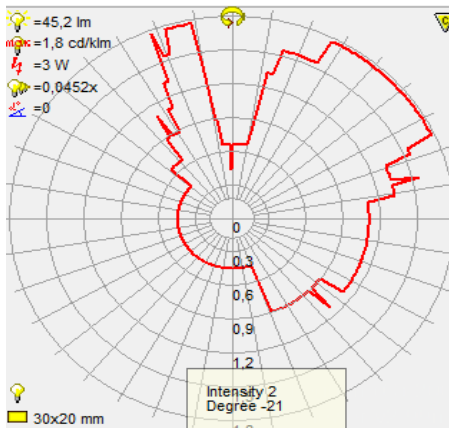 =45,2 lm
max =1,8 cd/klm
=3 W
=0,0452x
=0
C
0
0.3
0.6
0,9
1,2
Intensity 2
Degree -21
30x20 mm